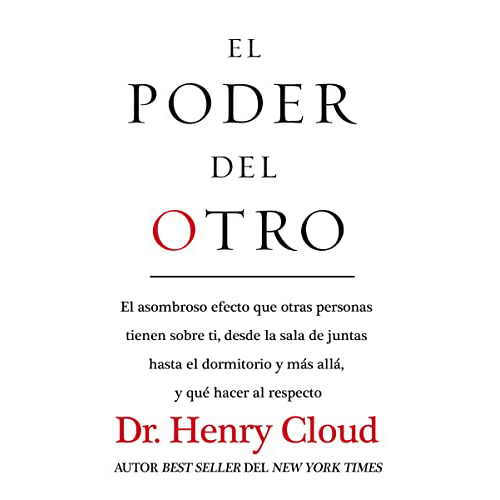 EL
PODER
DEL
OTRO
El asombroso efecto que otras personas
tienen sobre ti, desde la sala de juntas
hasta el dormitorio y más allá,
y qué hacer al respecto
Dr. Henry Cloud
AUTOR BEST SELLER DEL NEW YORK TIMES